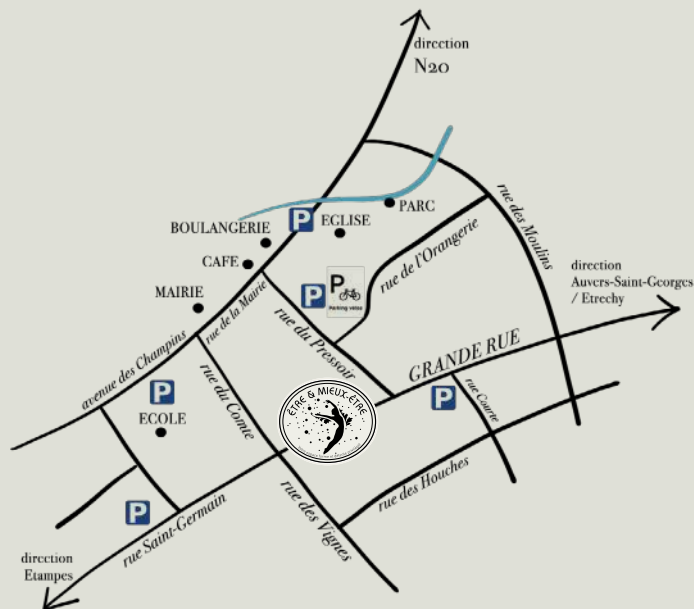 direction
N20
rue des Moulins
PARC
P
EGLISE
BOULANGERIE
CAFE
rue de l'Orangerie
direction
Auvers-Saint-Georges
/ Etrechy
MAIRIE
rue de la Mairie
P
P
Parking vélos
avenue des Champins
rue du Pressoir
GRANDE RUE
P
ECOLE
rue du Comte
ÊTRE & MIEUX-ÊTRE
P
rue Courte
rue des Houches
P
rue Saint-Germain
rue des Vignes
direction
Etampes